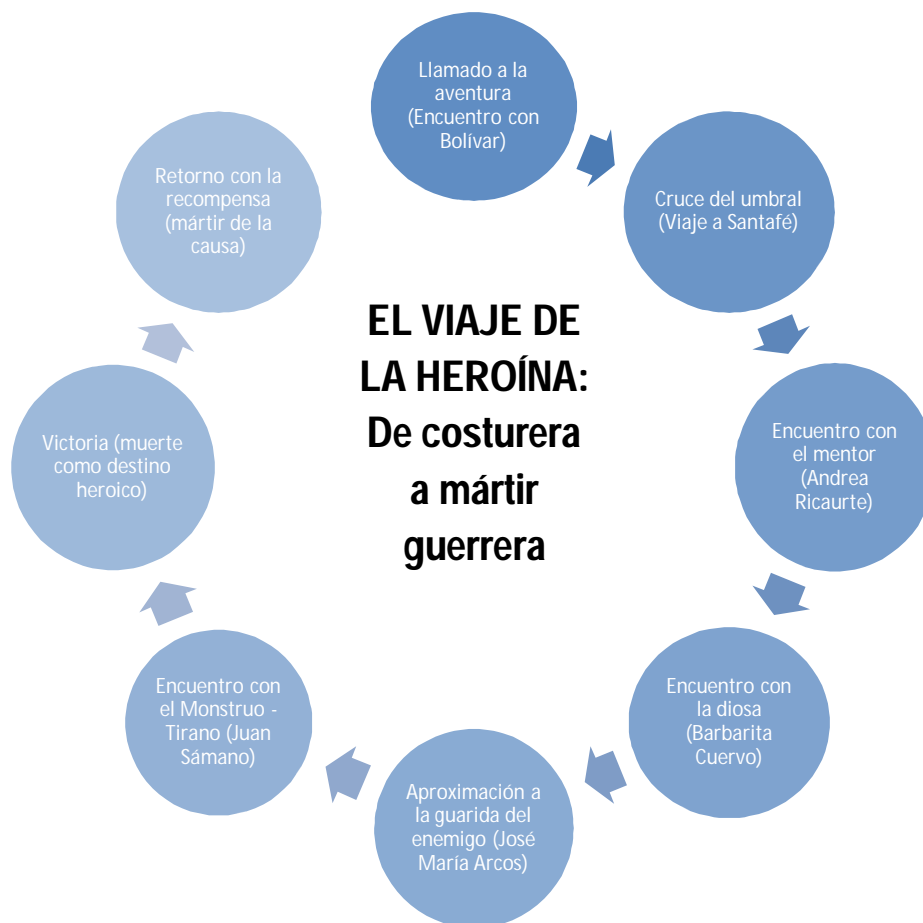 Llamado a la
aventura
(Encuentro con
Bolívar)
Cruce del umbral
(Viaje a Santafé)
Encuentro con
el mentor
(Andrea
Ricaurte)
Encuentro con
la diosa
(Barbarita
Cuervo)
Aproximación a
la guarida del
enemigo (José
María Arcos)
Encuentro con
el Monstruo -
Tirano (Juan
Sámano)
Victoria (muerte
como destino
heroico)
Retorno con la
recompensa
(mártir de la
causa)
EL VIAJE DE
LA HEROÍNA:
De costurera
a mártir
guerrera